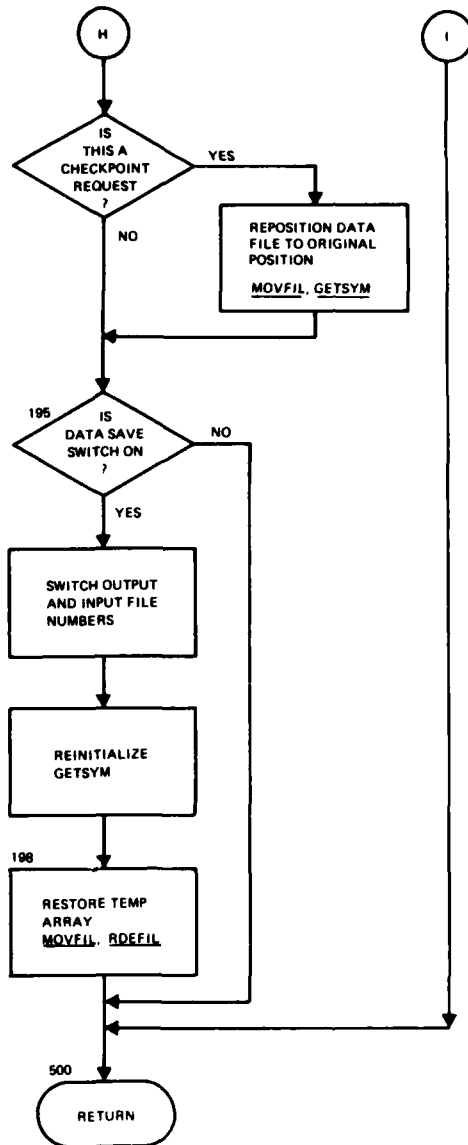 H
I
IS
THIS A
CHECKPOINT
REQUEST
?
YES
NO
REPOSITION DATA
FILE TO ORIGINAL
POSITION
MOVFIL, GETSYM
195
IS
DATA SAVE
SWITCH ON
?
NO
YES
SWITCH OUTPUT
AND INPUT FILE
NUMBERS
REINITIALIZE
GETSYM
198
RESTORE TEMP
ARRAY
MOVFIL, RDEFIL
500
RETURN